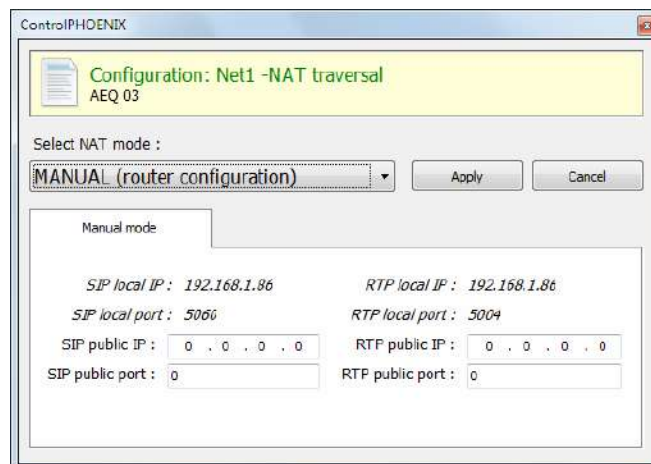 ControlPHOENIX
Configuration: Net1 -NAT traversal
AEQ 03
Select NAT mode :
MANUAL (router configuration)
Apply
Cancel
Manual mode
SIP local IP : 192.168.1.86
RTP local IP : 192.168.1.86
SIP local port : 5060
RTP local port : 5004
SIP public IP : 0 . 0 . 0 . 0
RTP public IP : 0 . 0 . 0 . 0
SIP public port : 0
RTP public port : 0